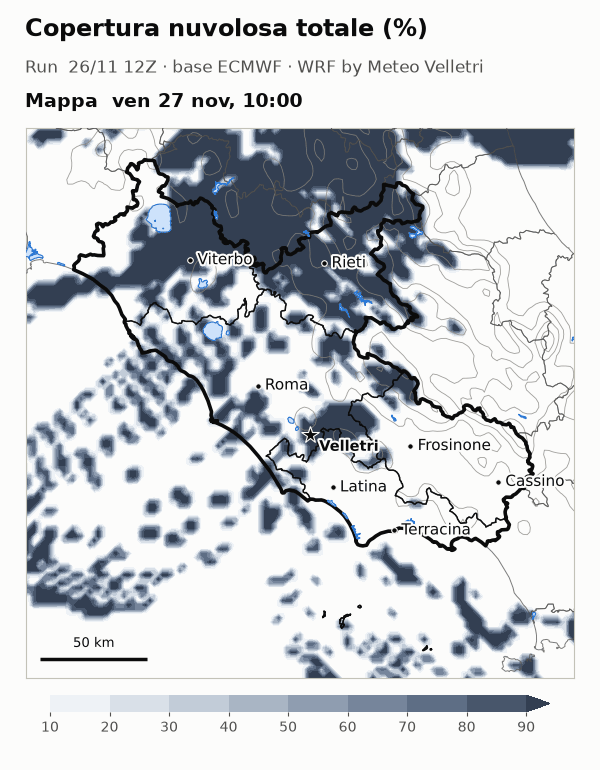 Copertura nuvolosa totale (%)
Run  26/11 12Z · base ECMWF · WRF by Meteo Velletri
Mappa  ven 27 nov, 10:00
Viterbo
Rieti
Roma
Velletri
Frosinone
Cassino
Latina
Terracina
50 km
10 20 30 40 50 60 70 80 90